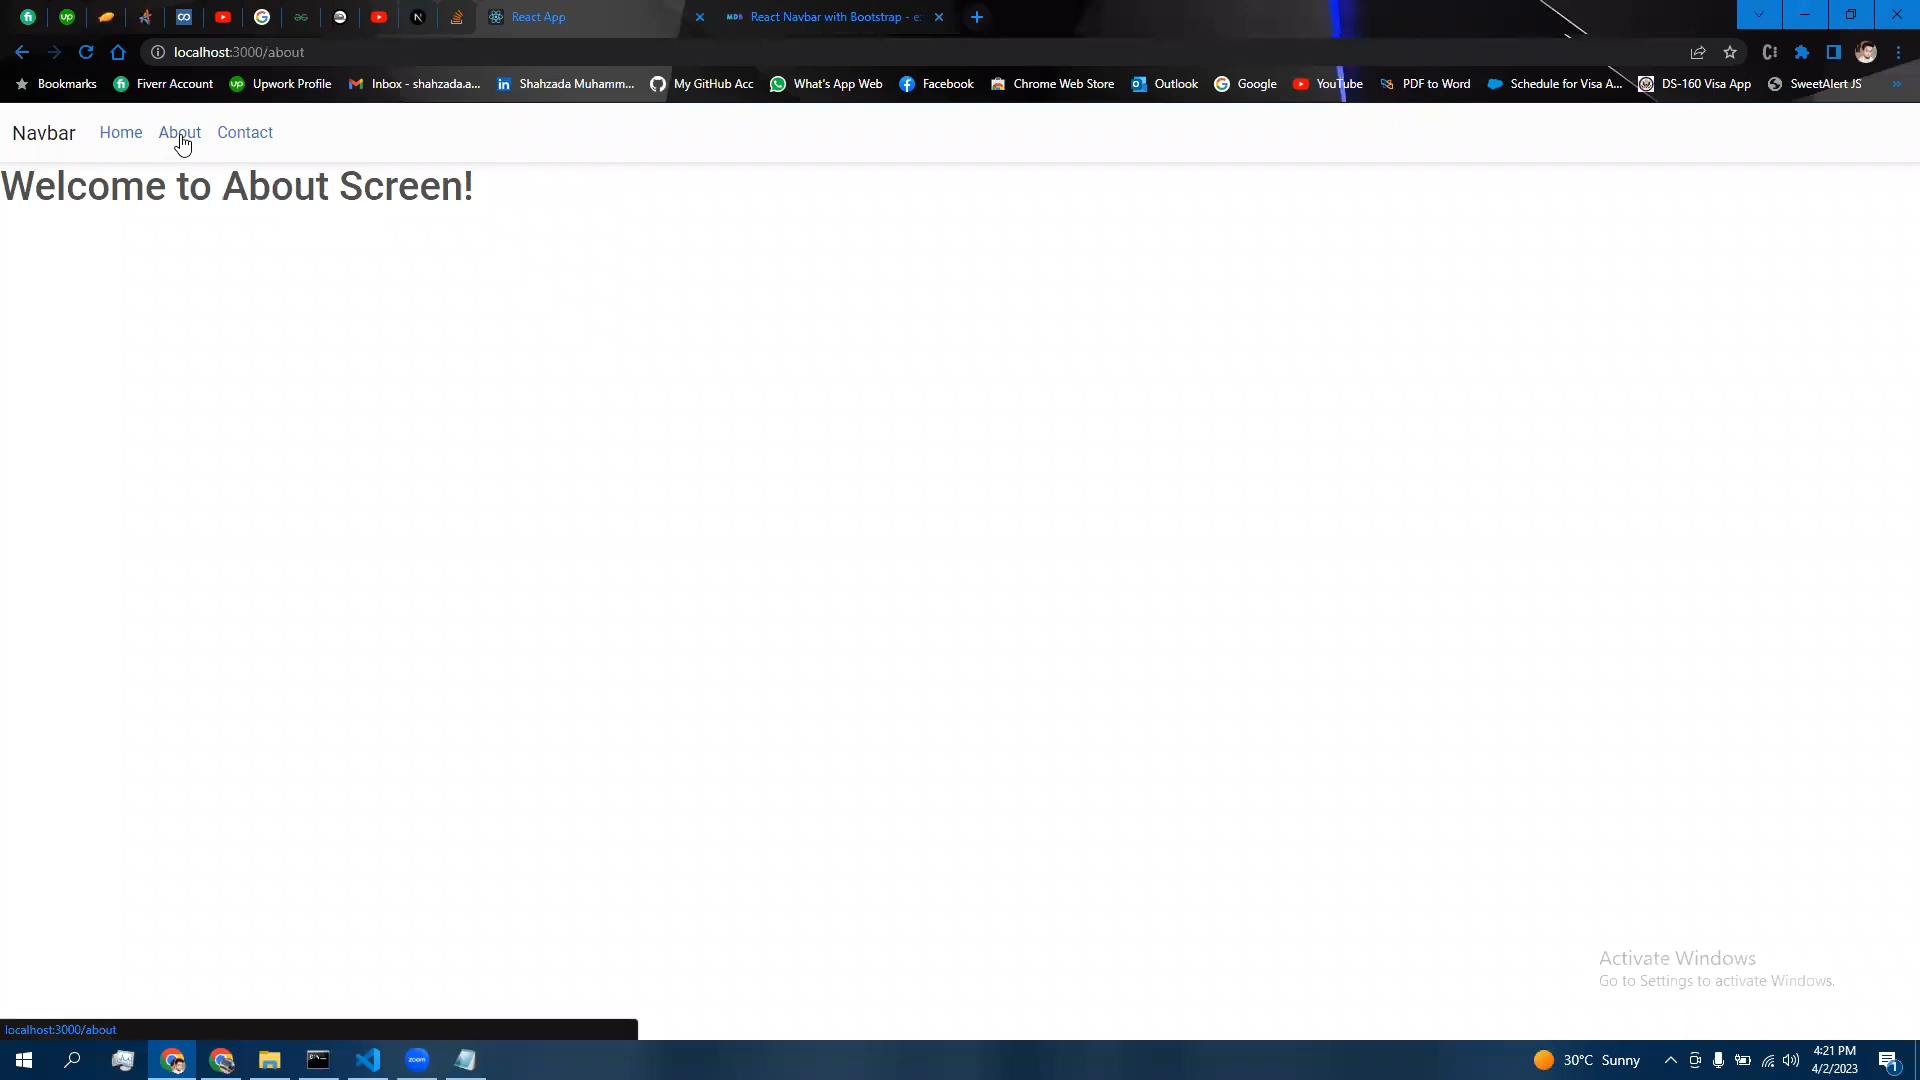 React App
MDB React Navbar with Bootstrap - e
localhost:3000/about
Bookmarks
Fiverr Account
Upwork Profile
Inbox - shahzada.a...
Shahzada Muhamm...
My GitHub Acc
What's App Web
Facebook
Chrome Web Store
Outlook
Google
YouTube
PDF to Word
Schedule for Visa A...
DS-160 Visa App
SweetAlert JS
Navbar Home About Contact
Welcome to About Screen!
Activate Windows
Go to Settings to activate Windows.
localhost:3000/about
zoom
30°C Sunny
4:21 PM
4/2/2023
1